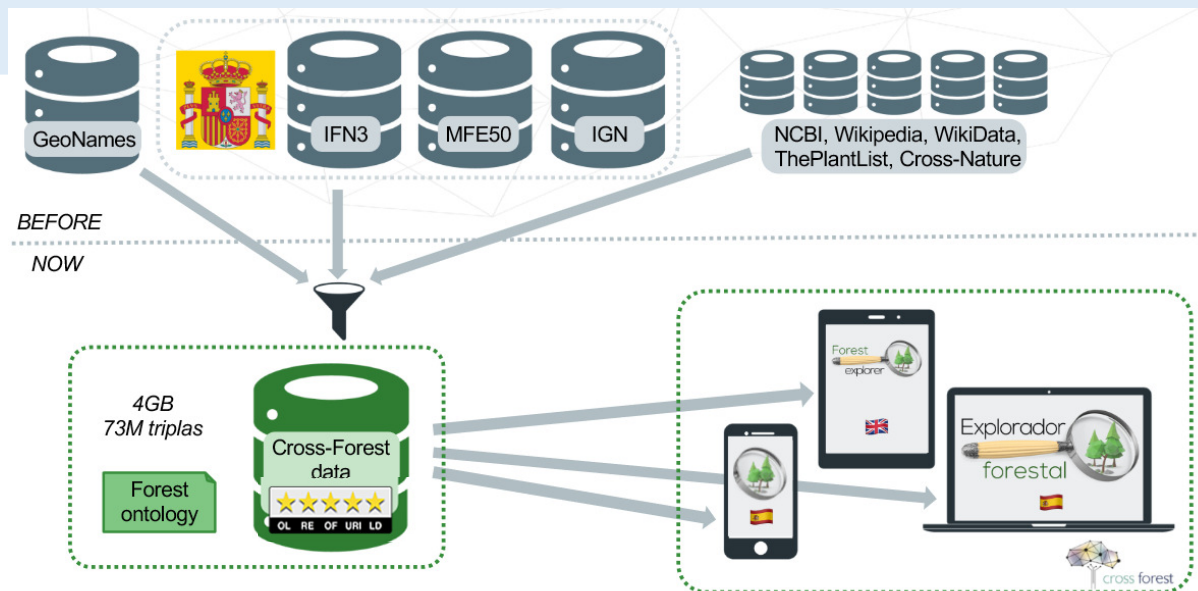 GeoNames
IFN3
MFE50
IGN
NCBI, Wikipedia, WikiData,
ThePlantList, Cross-Nature
BEFORE
NOW
4GB
73M triplas
Forest
ontology
Cross-Forest
data
OL RE OF URI LD
Forest
explorer
Explorador
forestal
cross forest